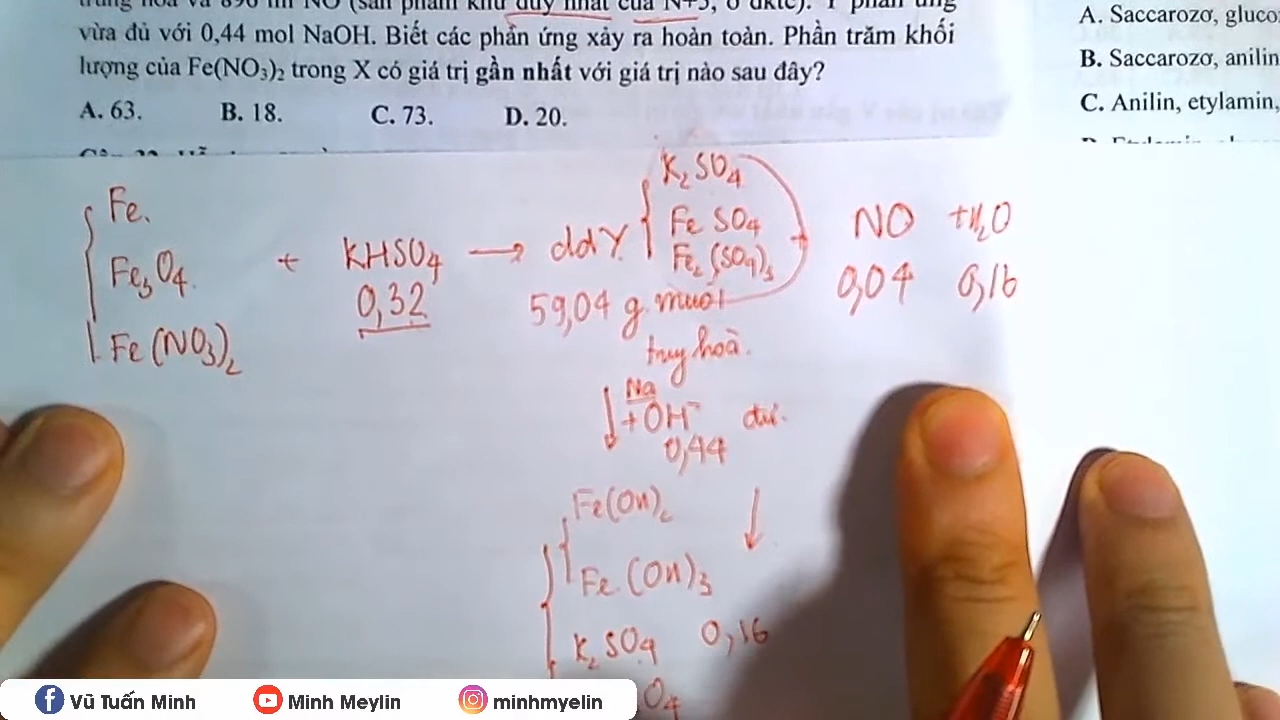 vừa đủ với 0,44 mol NaOH. Biết các phản ứng xảy ra hoàn toàn. Phần trăm khối
lượng của Fe(NO₃)₂ trong X có giá trị gần nhất với giá trị nào sau đây?
A. 63. B. 18. C. 73. D. 20.
A. Saccarozơ, gluco
B. Saccarozơ, anilin
C. Anilin, etylamin,
Fe.
Fe₃O₄.
Fe(NO₃)₂
+ KHSO₄ → ddY
0,32
K₂SO₄
FeSO₄
Fe₂(SO₄)₃
59,04 g muối
trung hoà.
NO + H₂O
0,04 0,16
Na
+ OH⁻
0,44
Fe(OH)₂
Fe(OH)₃
K₂SO₄ 0,16
O₄
Vũ Tuấn Minh Minh Meylin minhmyelin